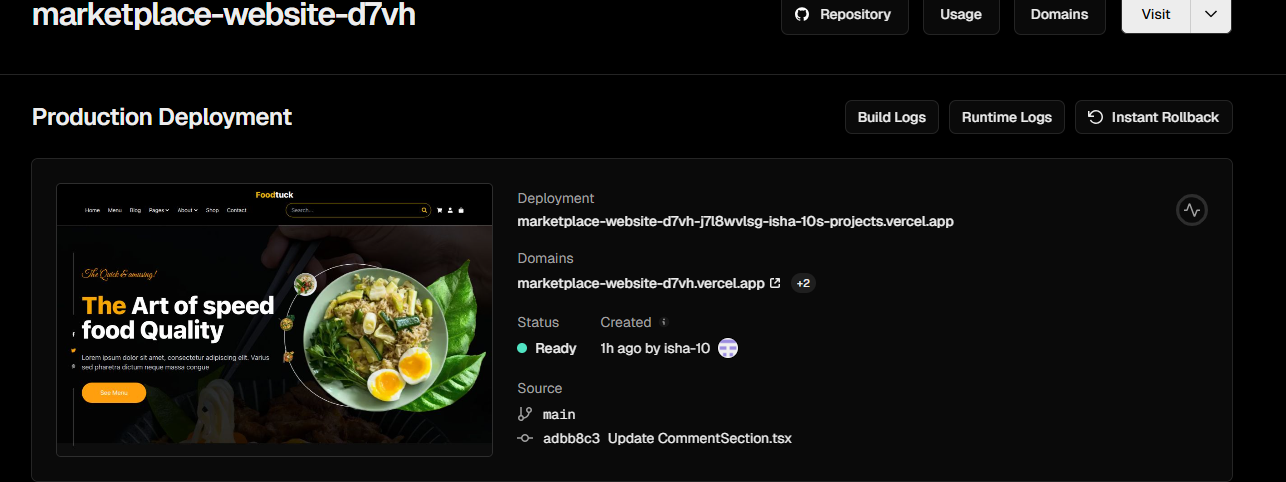 marketplace-website-d7vh
Repository
Usage
Domains
Visit
Production Deployment
Build Logs
Runtime Logs
Instant Rollback
Foodtuck
Home Menu Blog Pages About Shop Contact
Search...
The Quick & amusing!
The Art of speed
food Quality
Lorem ipsum dolor sit amet, consectetur adipiscing elit. Varius
sed pharetra dictum neque massa congue
See Menu
Deployment
marketplace-website-d7vh-j7l8wvlsg-isha-10s-projects.vercel.app
Domains
marketplace-website-d7vh.vercel.app +2
Status Created
Ready 1h ago by isha-10
Source
main
adbb8c3 Update CommentSection.tsx